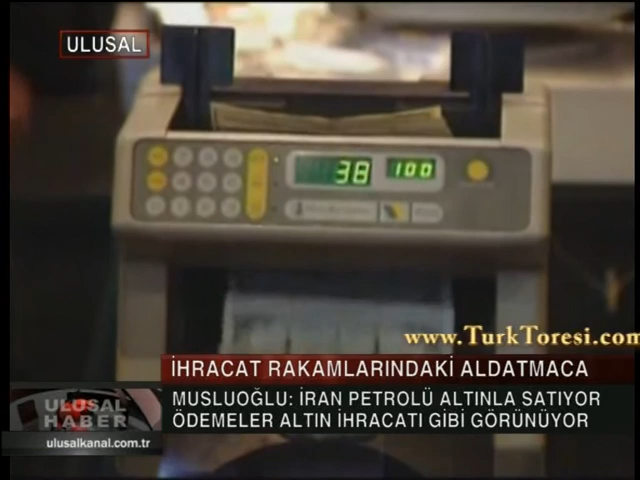 ULUSAL
38 100
www.TurkToresi.com
İHRACAT RAKAMLARINDAKİ ALDATMACA
MUSLUOĞLU: İRAN PETROLÜ ALTINLA SATIYOR
ÖDEMELER ALTIN İHRACATI GİBİ GÖRÜNÜYOR
ULUSAL
HABER
ulusalkanal.com.tr